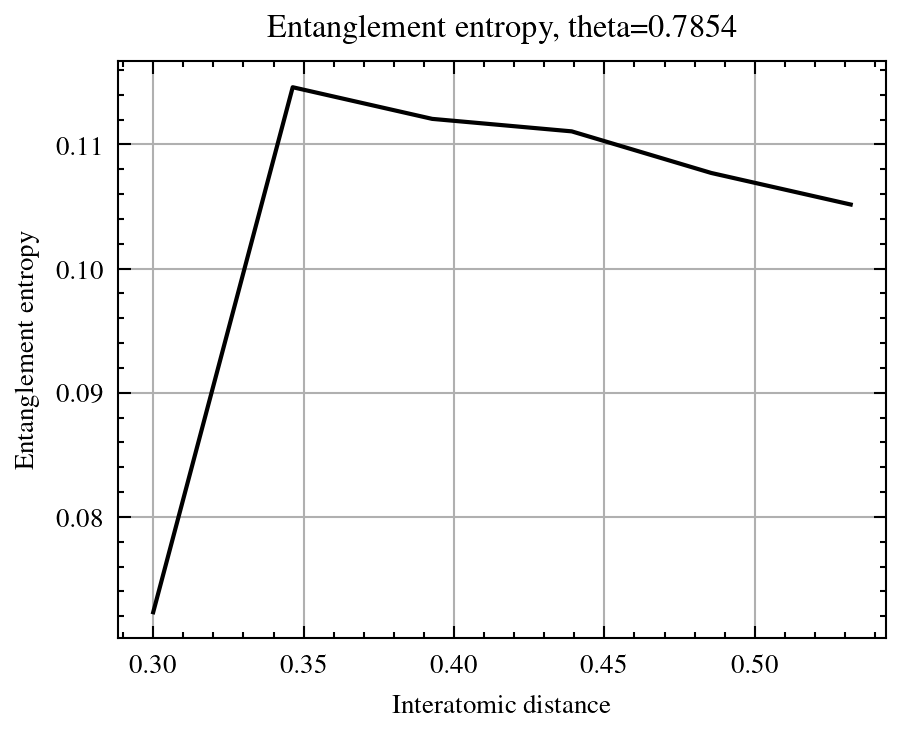 Entanglement entropy, theta=0.7854
Entanglement entropy
0.11
0.10
0.09
0.08
0.30 0.35 0.40 0.45 0.50
Interatomic distance